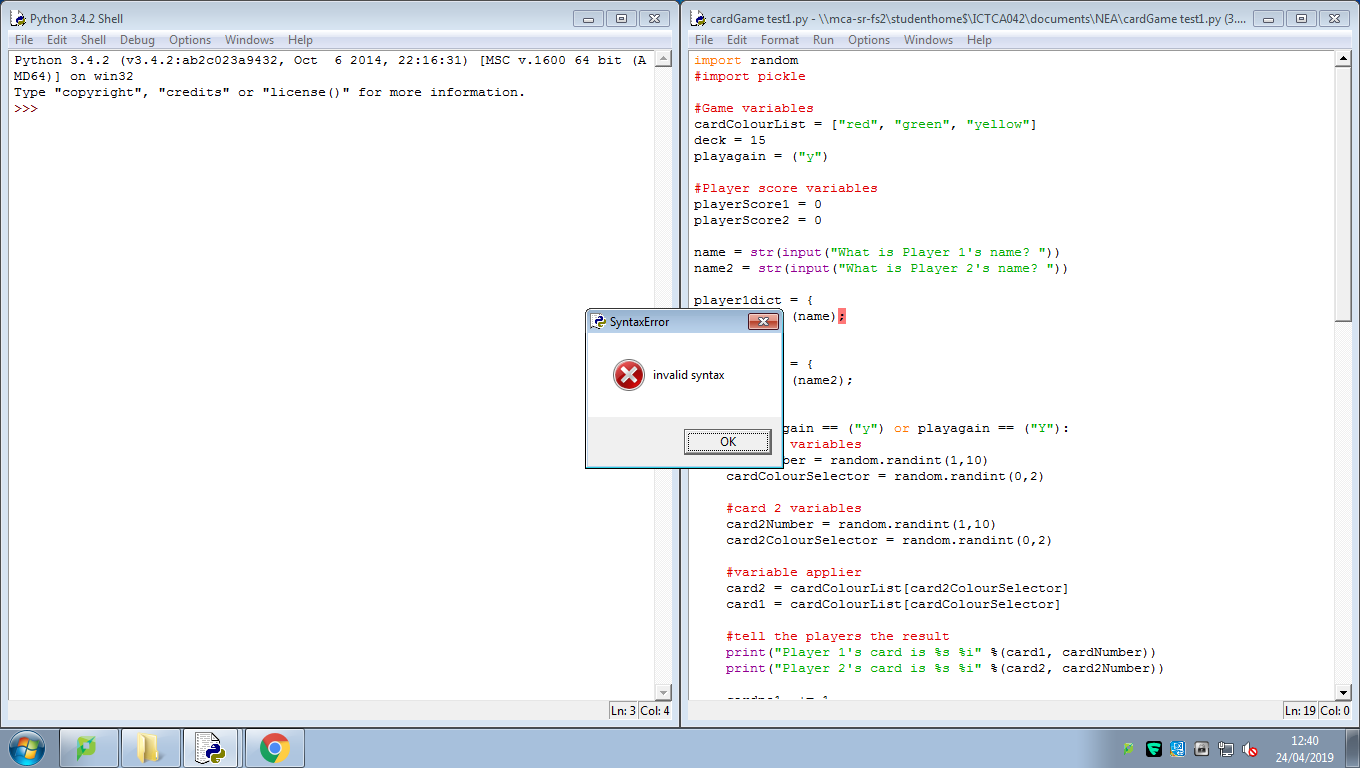 Python 3.4.2 Shell
File Edit Shell Debug Options Windows Help
Python 3.4.2 (v3.4.2:ab2c023a9432, Oct  6 2014, 22:16:31) [MSC v.1600 64 bit (A
MD64)] on win32
Type "copyright", "credits" or "license()" for more information.
>>>
Ln: 3 Col: 4
cardGame test1.py - \\mca-sr-fs2\studenthome$\ICTCA042\documents\NEA\cardGame test1.py (3....
File Edit Format Run Options Windows Help
import random
#import pickle
#Game variables
cardColourList = ["red", "green", "yellow"]
deck = 15
playagain = ("y")
#Player score variables
playerScore1 = 0
playerScore2 = 0
name = str(input("What is Player 1's name? "))
name2 = str(input("What is Player 2's name? "))
player1dict = {
(name);
= {
(name2);
gain == ("y") or playagain == ("Y"):
variables
ber = random.randint(1,10)
cardColourSelector = random.randint(0,2)
#card 2 variables
card2Number = random.randint(1,10)
card2ColourSelector = random.randint(0,2)
#variable applier
card2 = cardColourList[card2ColourSelector]
card1 = cardColourList[cardColourSelector]
#tell the players the result
print("Player 1's card is %s %i" %(card1, cardNumber))
print("Player 2's card is %s %i" %(card2, card2Number))
Ln: 19 Col: 0
SyntaxError
invalid syntax
OK
12:40
24/04/2019